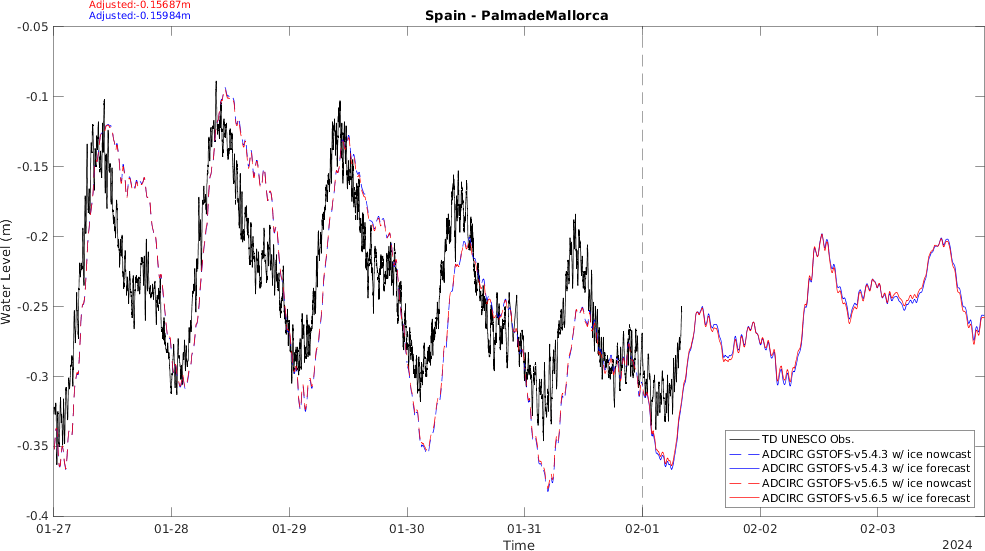 Adjusted:-0.15687m
Adjusted:-0.15984m
Spain - PalmadeMallorca
-0.05
-0.1
-0.15
-0.2
-0.25
-0.3
-0.35
-0.4
Water Level (m)
01-27
01-28
01-29
01-30
01-31
02-01
02-02
02-03
Time
2024
TD UNESCO Obs.
ADCIRC GSTOFS-v5.4.3 w/ ice nowcast
ADCIRC GSTOFS-v5.4.3 w/ ice forecast
ADCIRC GSTOFS-v5.6.5 w/ ice nowcast
ADCIRC GSTOFS-v5.6.5 w/ ice forecast